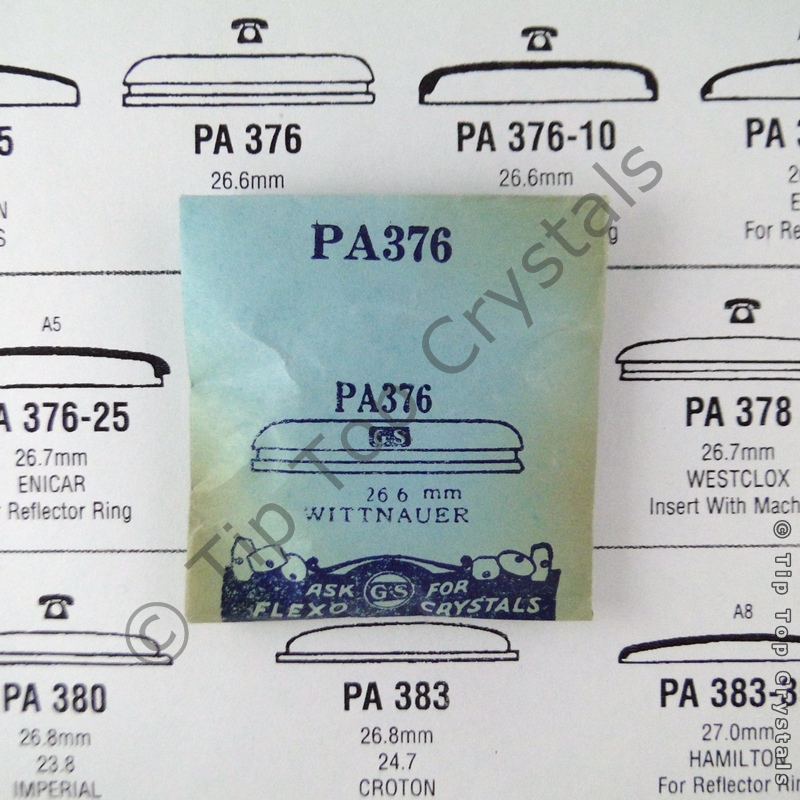 5
PA 376
PA 376-10
PA
26.6mm
26.6mm
PA376
For Re
A5
PA376
G·S
26 6 mm
WITTNAUER
ASK G·S FOR
FLEXO CRYSTALS
A 376-25
26.7mm
ENICAR
Reflector Ring
PA 378
26.7mm
WESTCLOX
Insert With Mach
PA 380
26.8mm
23.8
IMPERIAL
PA 383
26.8mm
24.7
CROTON
A8
PA 383-3
27.0mm
HAMILTO
For Reflector Rin
© Tip Top Crystals
© Tip Top Crystals